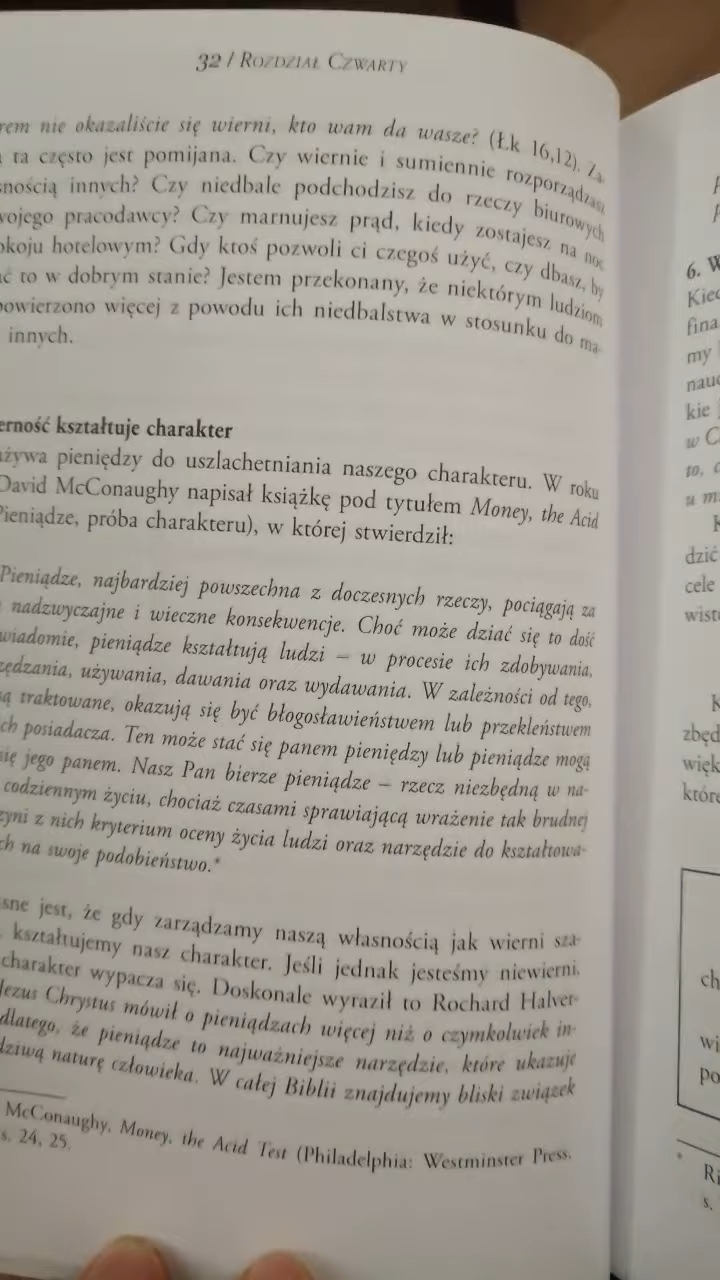 32 / Rozdział Czwarty
rem nie okazaliście się wierni, kto wam da wasze? (Łk 16,12). Za-
ta często jest pomijana. Czy wiernie i sumiennie rozporządzasz
snością innych? Czy niedbale podchodzisz do rzeczy biurowych
wojego pracodawcy? Czy marnujesz prąd, kiedy zostajesz na noc
okoju hotelowym? Gdy ktoś pozwoli ci czegoś użyć, czy dbasz, by
ać to w dobrym stanie? Jestem przekonany, że niektórym ludziom
powierzono więcej z powodu ich niedbalstwa w stosunku do ma-
innych.
erność kształtuje charakter
używa pieniędzy do uszlachetniania naszego charakteru. W roku
David McConaughy napisał książkę pod tytułem Money, the Acid
Pieniądze, próba charakteru), w której stwierdził:
Pieniądze, najbardziej powszechna z doczesnych rzeczy, pociągają za
nadzwyczajne i wieczne konsekwencje. Choć może dziać się to dość
wiadomie, pieniądze kształtują ludzi – w procesie ich zdobywania,
zędzania, używania, dawania oraz wydawania. W zależności od tego,
są traktowane, okazują się być błogosławieństwem lub przekleństwem
ch posiadacza. Ten może stać się panem pieniędzy lub pieniądze mogą
się jego panem. Nasz Pan bierze pieniądze – rzecz niezbędną w na-
codziennym życiu, chociaż czasami sprawiającą wrażenie tak brudnej
zyni z nich kryterium oceny życia ludzi oraz narzędzie do kształtowa-
ch na swoje podobieństwo.*
sne jest, że gdy zarządzamy naszą własnością jak wierni sza-
kształtujemy nasz charakter. Jeśli jednak jesteśmy niewierni,
charakter wypacza się. Doskonale wyraził to Rochard Halver-
Jezus Chrystus mówił o pieniądzach więcej niż o czymkolwiek in-
dlatego, że pieniądze to najważniejsze narzędzie, które ukazuje
dziwą naturę człowieka. W całej Biblii znajdujemy bliski związek
McConaughy, Money, the Acid Test (Philadelphia: Westminster Press,
s. 24, 25.
6. W
Kied
fina
my
nauc
kie
w C
to,
u m
K
dzić
cele
wist
K
zbęd
więk
któr
ch
wi
po
* Ri
s.